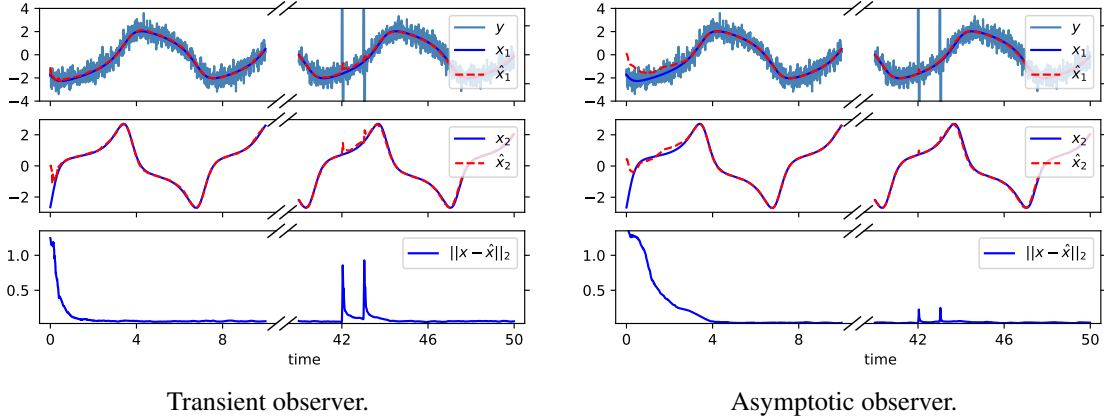 4
2
0
−2
−4
y
x₁
x̂₁
2
0
−2
x₂
x̂₂
1.0
0.5
||x − x̂||₂
0 4 8 42 46 50
time
Transient observer.
4
2
0
−2
−4
y
x₁
x̂₁
2
0
−2
x₂
x̂₂
1.0
0.5
||x − x̂||₂
0 4 8 42 46 50
time
Asymptotic observer.